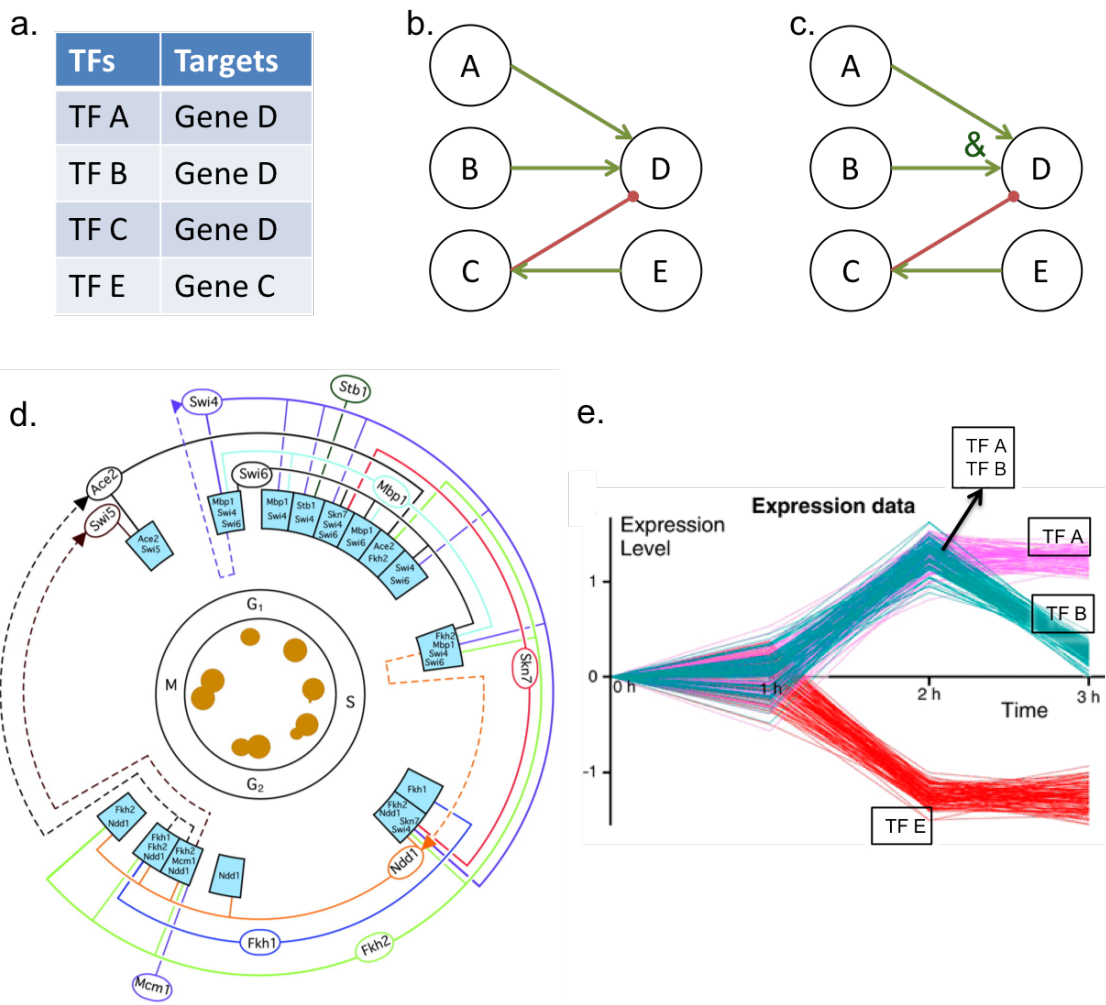 a.
TFs Targets
TF A Gene D
TF B Gene D
TF C Gene D
TF E Gene C
b.
A
B
D
C
E
c.
A
&
B
D
C
E
d.
Stb1
Swi4
Ace2
Swi5
Swi6
Mbp1
Skn7
Ndd1
Fkh2
Fkh1
Mcm1
Ace2
Swi5
Mbp1
Swi4
Swi6
Mbp1
Swi4
Stb1
Swi4
Skn7
Swi4
Swi6
Mbp1
Swi6
Ace2
Fkh2
Swi4
Swi6
Fkh2
Mbp1
Swi4
Swi6
Fkh1
Fkh2
Ndd1
Skn7
Swi4
Ndd1
Fkh2
Mcm1
Ndd1
Fkh1
Fkh2
Ndd1
Fkh2
Ndd1
G1
S
G2
M
e.
TF A
TF B
Expression data
Expression
Level
TF A
1
TF B
0
0 h
1 h
2 h
3 h
Time
-1
TF E